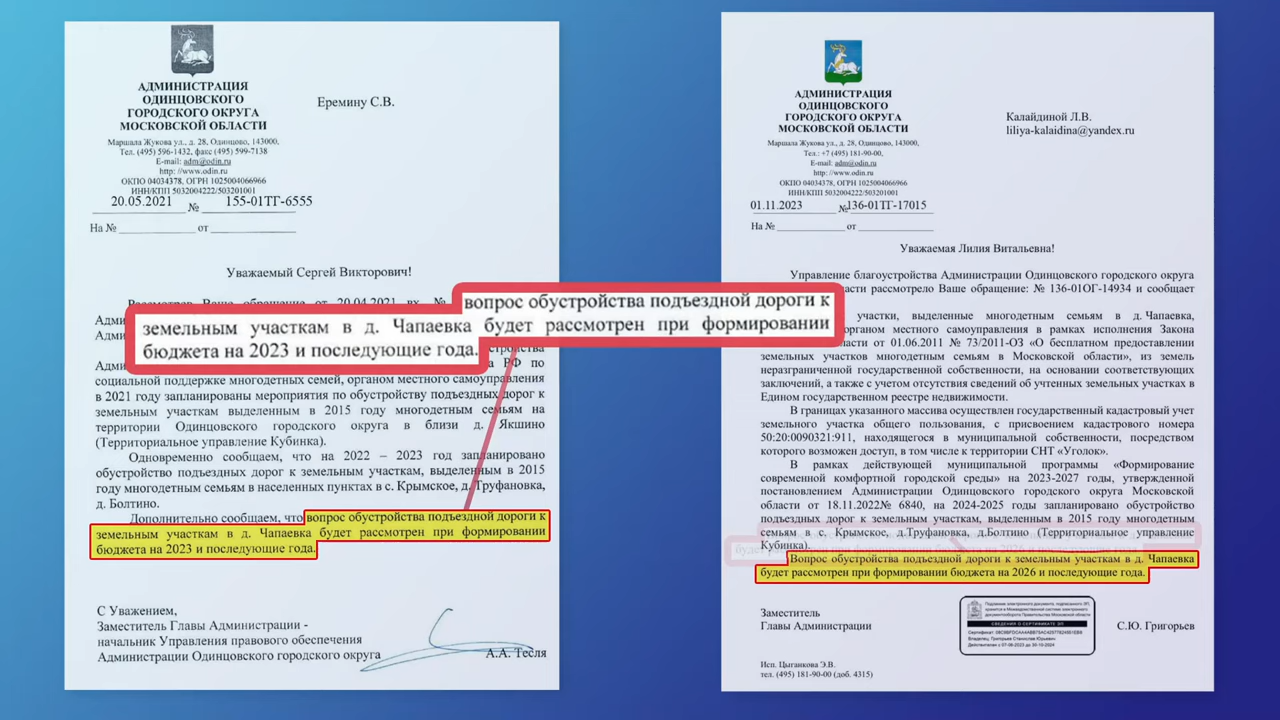 АДМИНИСТРАЦИЯ
ОДИНЦОВСКОГО
ГОРОДСКОГО ОКРУГА
МОСКОВСКОЙ ОБЛАСТИ
Маршала Жукова ул., д. 28, Одинцово, 143000,
Тел. (495) 596-1432, факс (495) 599-7138
E-mail: adm@odin.ru
http: //www.odin.ru
ОКПО 04034378, ОГРН 1025004066966
ИНН/КПП 5032004222/503201001
20.05.2021 № 155-01ТГ-6555
На № от
Еремину С.В.
Уважаемый Сергей Викторович!
Рассмотрев Ваше обращение от 20.04.2021 вх. №
вопрос обустройства подъездной дороги к
земельным участкам в д. Чапаевка будет рассмотрен при формировании
бюджета на 2023 и последующие года.
РФ по
социальной поддержке многодетных семей, органом местного самоуправления
в 2021 году запланированы мероприятия по обустройству подъездных дорог к
земельным участкам выделенным в 2015 году многодетным семьям на
территории Одинцовского городского округа в близи д. Якшино
(Территориальное управление Кубинка).
Одновременно сообщаем, что на 2022 – 2023 год запланировано
обустройство подъездных дорог к земельным участкам, выделенным в 2015
году многодетным семьям в населенных пунктах в с. Крымское, д. Труфановка,
д. Болтино.
Дополнительно сообщаем, что вопрос обустройства подъездной дороги к
земельным участкам в д. Чапаевка будет рассмотрен при формировании
бюджета на 2023 и последующие года.
С Уважением,
Заместитель Главы Администрации -
начальник Управления правового обеспечения
Администрации Одинцовского городского округа
А.А. Тесля
АДМИНИСТРАЦИЯ
ОДИНЦОВСКОГО
ГОРОДСКОГО ОКРУГА
МОСКОВСКОЙ ОБЛАСТИ
Маршала Жукова ул., д. 28, Одинцово, 143000,
Тел.: +7 (495) 181-90-00,
E-mail: adm@odin.ru
http: //www.odin.ru
ОКПО 04034378, ОГРН 1025004066966
ИНН/КПП 5032004222/503201001
01.11.2023 № 136-01ТГ-17015
На № от
Калайдиной Л.В.
liliya-kalaidina@yandex.ru
Уважаемая Лилия Витальевна!
Управление благоустройства Администрации Одинцовского городского округа
рассмотрело Ваше обращение: № 136-01ОГ-14934 и сообщает
участки, выделенные многодетным семьям в д.Чапаевка,
органом местного самоуправления в рамках исполнения Закона
от 01.06.2011 № 73/2011-ОЗ «О бесплатном предоставлении
земельных участков многодетным семьям в Московской области», из земель
неразграниченной государственной собственности, на основании соответствующих
заключений, а также с учетом отсутствия сведений об учтенных земельных участках в
Едином государственном реестре недвижимости.
В границах указанного массива осуществлен государственный кадастровый учет
земельного участка общего пользования, с присвоением кадастрового номера
50:20:0090321:911, находящегося в муниципальной собственности, посредством
которого возможен доступ, в том числе к территории СНТ «Уголок».
В рамках действующей муниципальной программы «Формирование
современной комфортной городской среды» на 2023-2027 годы, утвержденной
постановлением Администрации Одинцовского городского округа Московской
области от 18.11.2022№ 6840, на 2024-2025 годы запланировано обустройство
подъездных дорог к земельным участкам, выделенным в 2015 году многодетным
семьям в с. Крымское, д.Труфановка, д.Болтино (Территориальное управление
Кубинка).
Вопрос обустройства подъездной дороги к земельным участкам в д. Чапаевка
будет рассмотрен при формировании бюджета на 2026 и последующие года.
Заместитель
Главы Администрации
СВЕДЕНИЯ О СЕРТИФИКАТЕ ЭП
Владелец: Григорьев Станислав Юрьевич
С.Ю. Григорьев
Исп. Цыганкова Э.В.
тел. (495) 181-90-00 (доб. 4315)